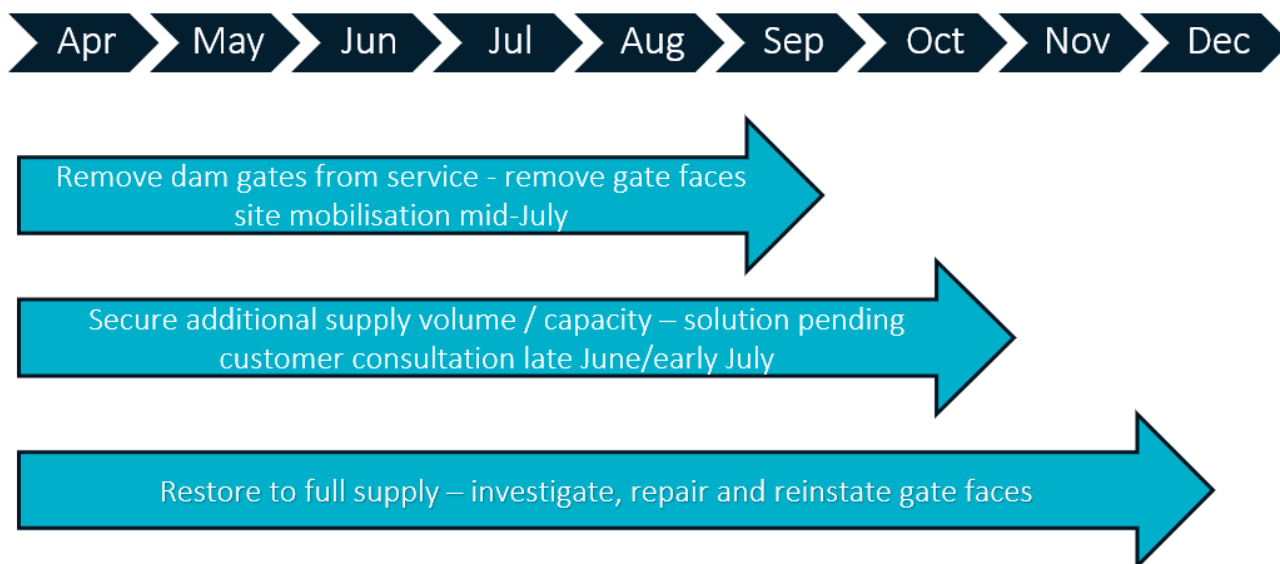 Apr May Jun Jul Aug Sep Oct Nov Dec
Remove dam gates from service - remove gate faces
site mobilisation mid-July
Secure additional supply volume / capacity – solution pending
customer consultation late June/early July
Restore to full supply – investigate, repair and reinstate gate faces